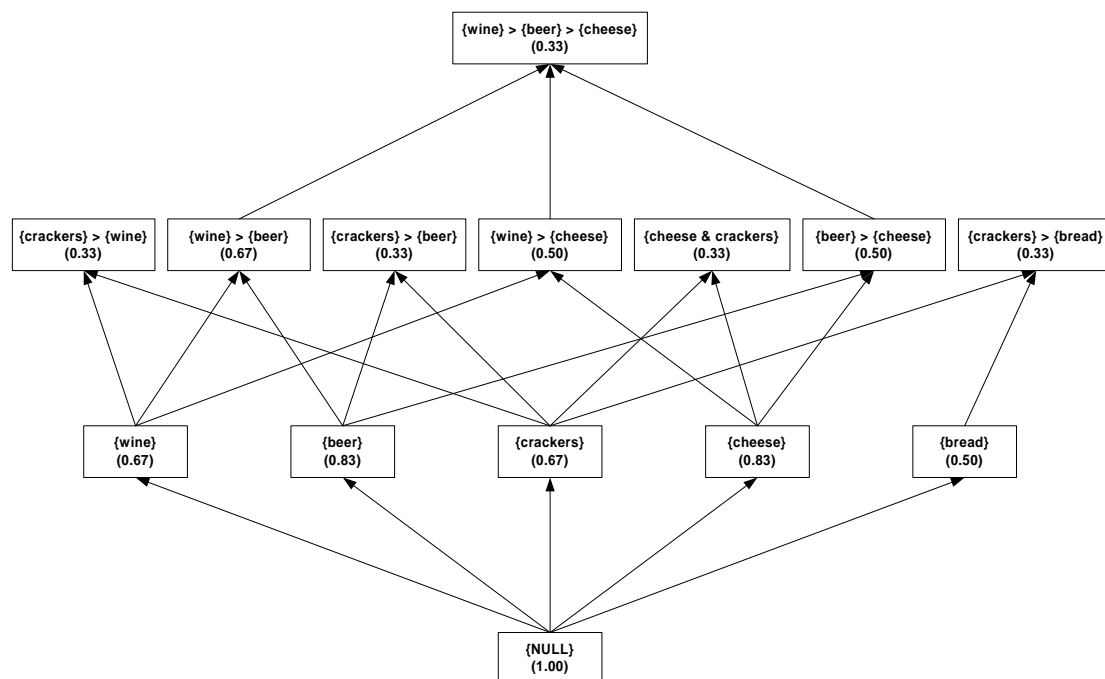 {wine} > {beer} > {cheese}
(0.33)
{crackers} > {wine}
(0.33)
{wine} > {beer}
(0.67)
{crackers} > {beer}
(0.33)
{wine} > {cheese}
(0.50)
{cheese & crackers}
(0.33)
{beer} > {cheese}
(0.50)
{crackers} > {bread}
(0.33)
{wine}
(0.67)
{beer}
(0.83)
{crackers}
(0.67)
{cheese}
(0.83)
{bread}
(0.50)
{NULL}
(1.00)